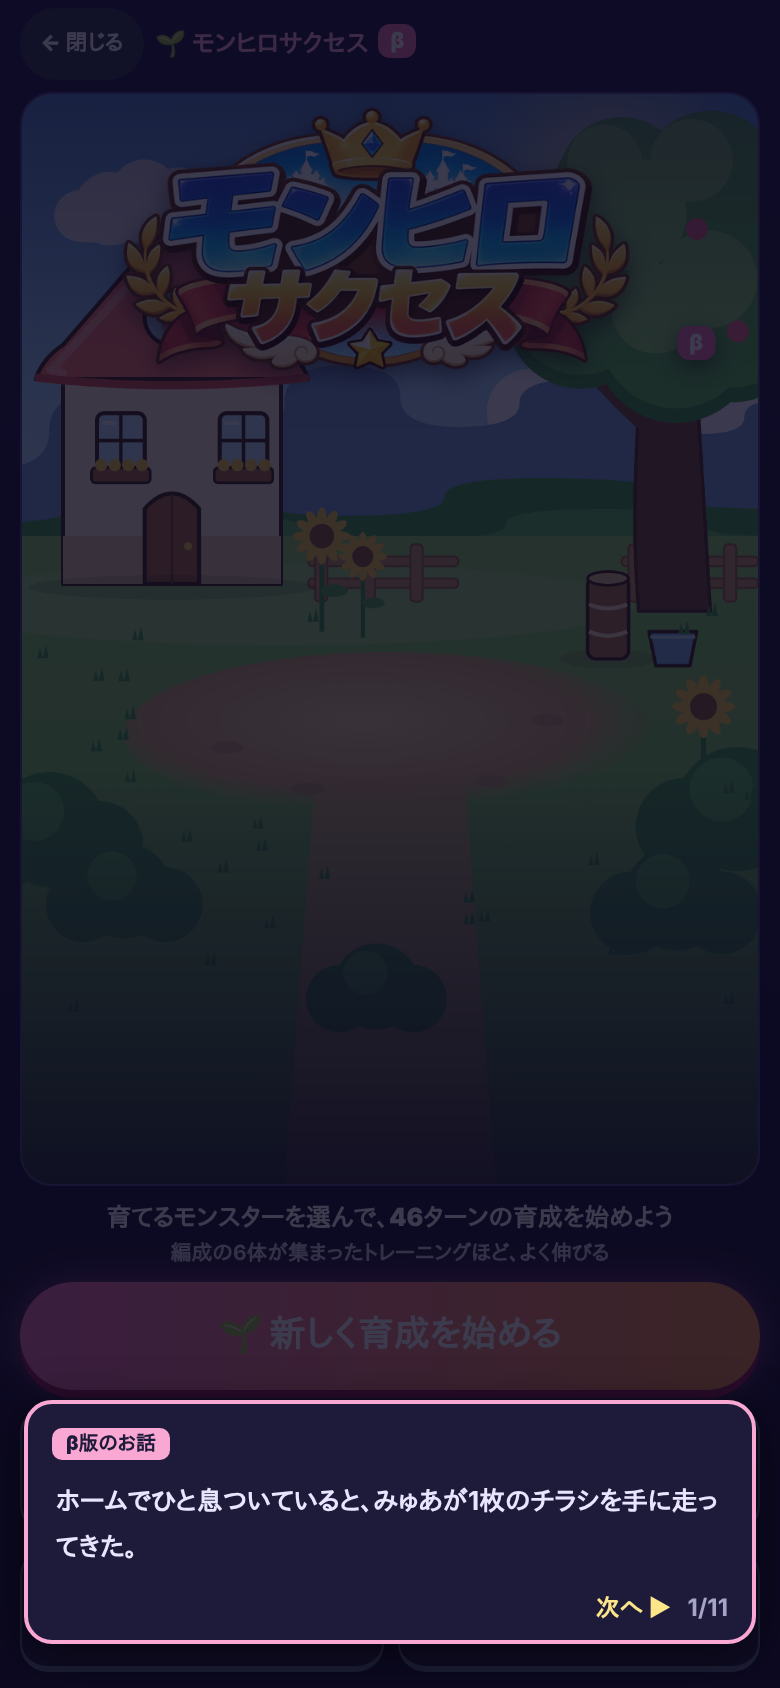 ← 閉じる
🌱 モンヒロサクセス β
モンヒロ
サクセス
β
育てるモンスターを選んで、46ターンの育成を始めよう
編成の6体が集まったトレーニングほど、よく伸びる
🌱 新しく育成を始める
β版のお話
ホームでひと息ついていると、みゅあが1枚のチラシを手に走っ
てきた。
次へ ▶ 1/11